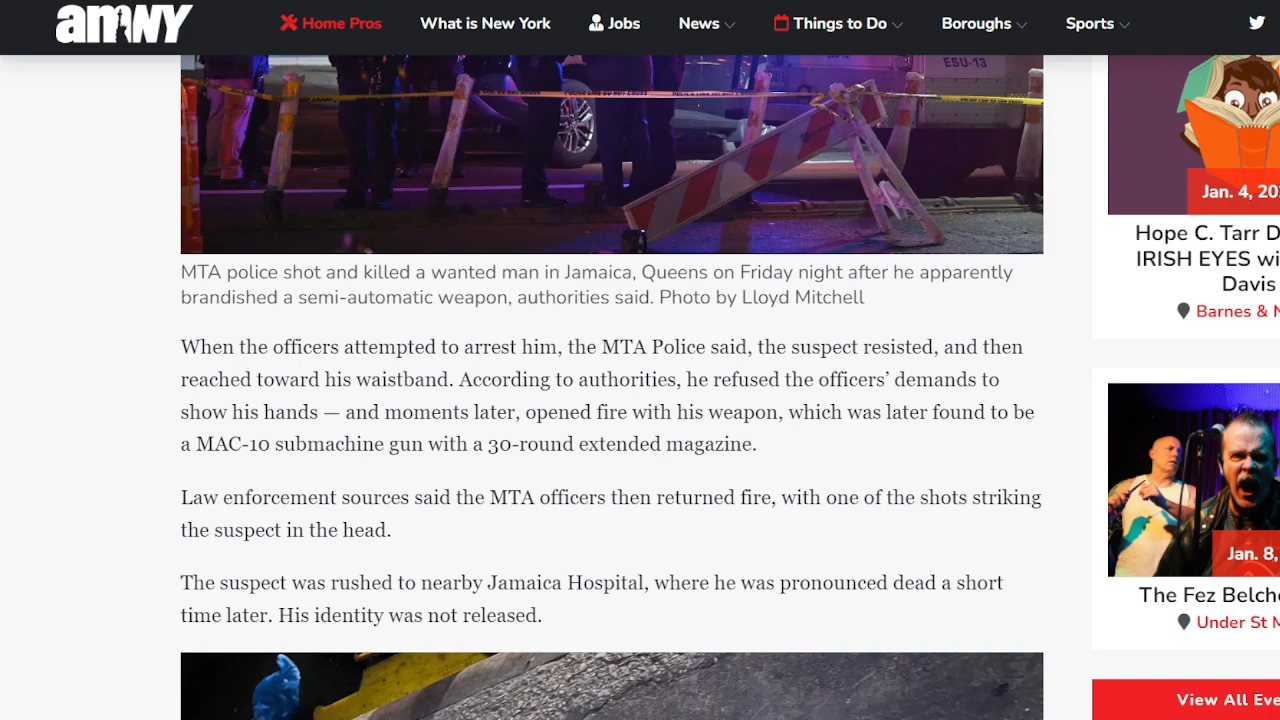 amNY
Home Pros
What is New York
Jobs
News
Things to Do
Boroughs
Sports
ESU-13
MTA police shot and killed a wanted man in Jamaica, Queens on Friday night after he apparently
brandished a semi-automatic weapon, authorities said. Photo by Lloyd Mitchell
When the officers attempted to arrest him, the MTA Police said, the suspect resisted, and then
reached toward his waistband. According to authorities, he refused the officers’ demands to
show his hands — and moments later, opened fire with his weapon, which was later found to be
a MAC-10 submachine gun with a 30-round extended magazine.
Law enforcement sources said the MTA officers then returned fire, with one of the shots striking
the suspect in the head.
The suspect was rushed to nearby Jamaica Hospital, where he was pronounced dead a short
time later. His identity was not released.
Jan. 4, 20
Hope C. Tarr D
IRISH EYES wi
Davis
Barnes & N
Jan. 8,
The Fez Belch
Under St M
View All Eve